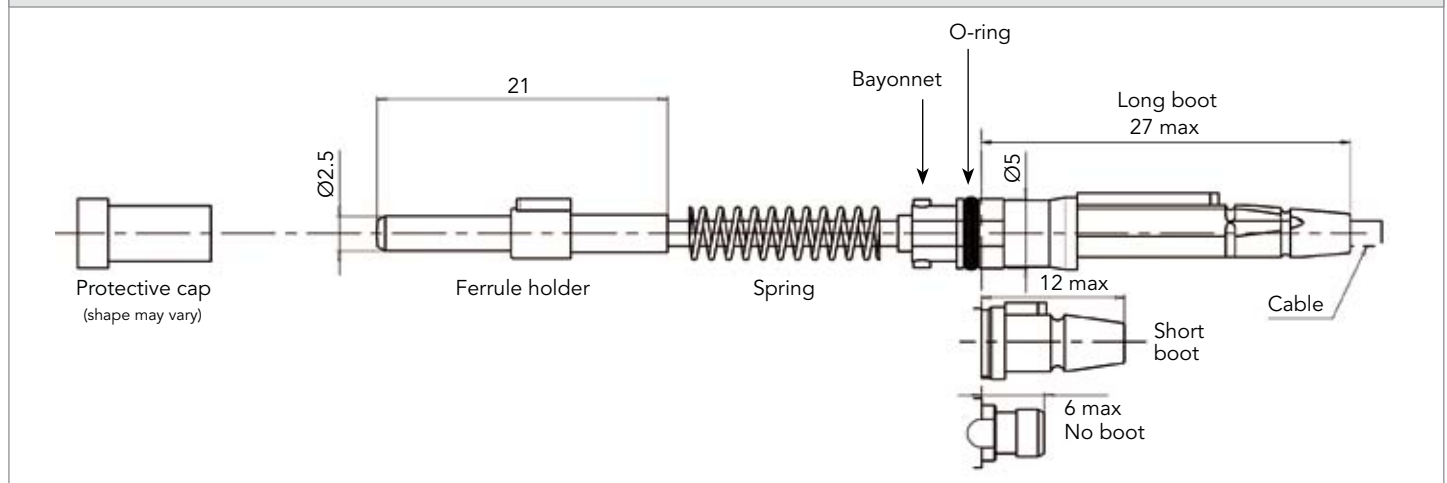 O-ring
Bayonnet
21
Long boot
27 max
Ø2.5
Ø5
Protective cap
(shape may vary)
Ferrule holder
Spring
12 max
Cable
Short
boot
6 max
No boot